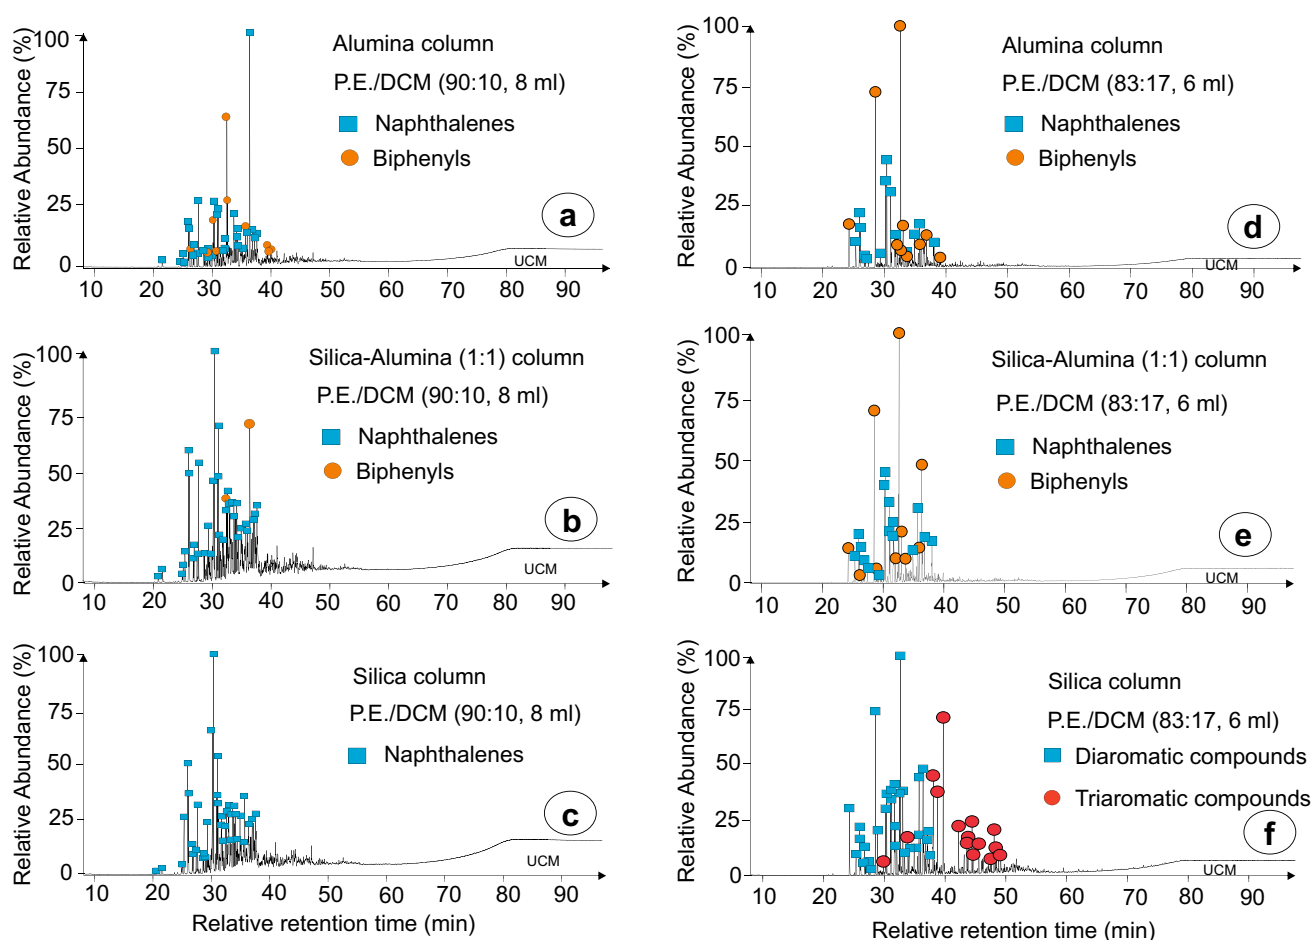 Relative Abundance (%)
100
75
50
25
0
Alumina column
P.E./DCM (90:10, 8 ml)
Naphthalenes
Biphenyls
a
UCM
10 20 30 40 50 60 70 80 90
Relative Abundance (%)
100
75
50
25
0
Alumina column
P.E./DCM (83:17, 6 ml)
Naphthalenes
Biphenyls
d
UCM
10 20 30 40 50 60 70 80 90
Relative Abundance (%)
100
75
50
25
0
Silica-Alumina (1:1) column
P.E./DCM (90:10, 8 ml)
Naphthalenes
Biphenyls
b
UCM
10 20 30 40 50 60 70 80 90
Relative Abundance (%)
100
75
50
25
0
Silica-Alumina (1:1) column
P.E./DCM (83:17, 6 ml)
Naphthalenes
Biphenyls
e
UCM
10 20 30 40 50 60 70 80 90
Relative Abundance (%)
100
75
50
25
0
Silica column
P.E./DCM (90:10, 8 ml)
Naphthalenes
c
UCM
10 20 30 40 50 60 70 80 90
Relative retention time (min)
Relative Abundance (%)
100
75
50
25
0
Silica column
P.E./DCM (83:17, 6 ml)
Diaromatic compounds
Triaromatic compounds
f
UCM
10 20 30 40 50 60 70 80 90
Relative retention time (min)